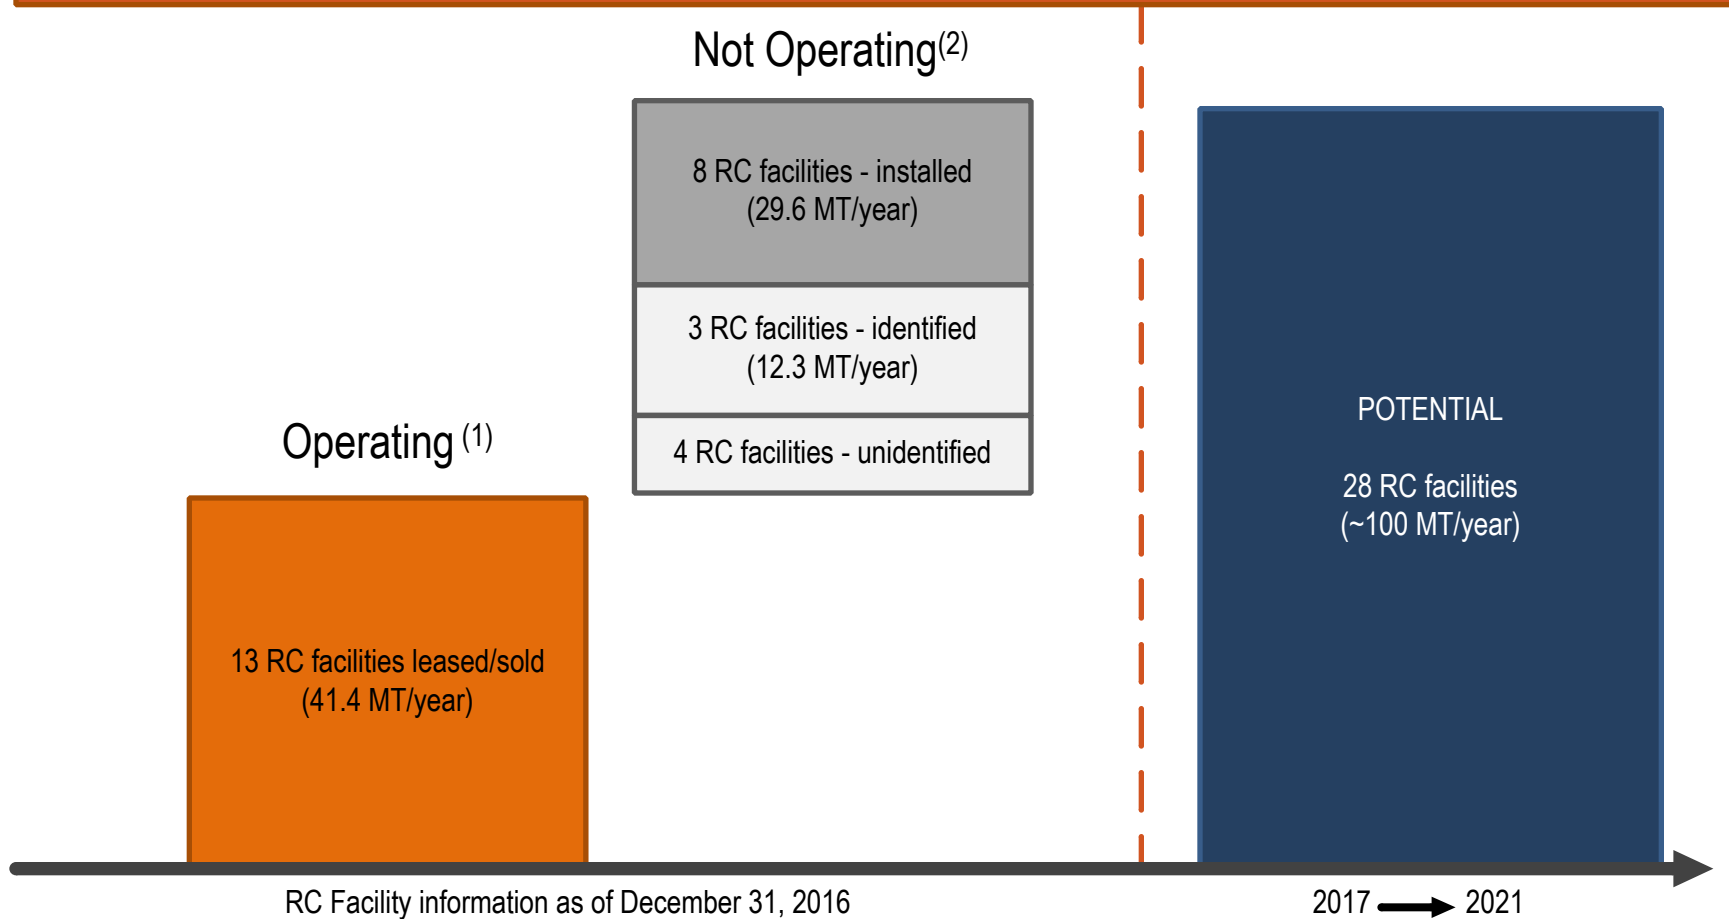 Not Operating(2)
8 RC facilities - installed
(29.6 MT/year)
3 RC facilities - identified
(12.3 MT/year)
4 RC facilities - unidentified
Operating (1)
13 RC facilities leased/sold
(41.4 MT/year)
POTENTIAL
28 RC facilities
(~100 MT/year)
RC Facility information as of December 31, 2016
2017 → 2021